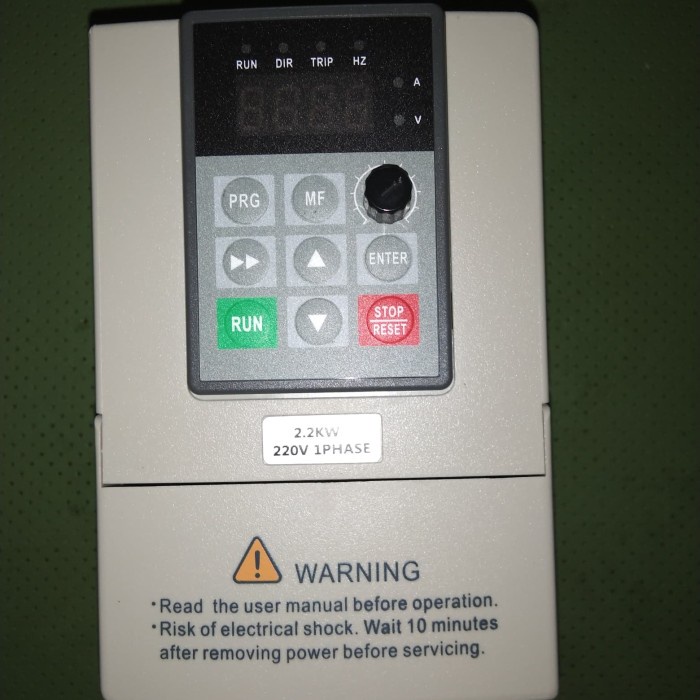 RUN DIR TRIP HZ
A
V
PRG MF
ENTER
RUN STOP
RESET
2.2KW
220V 1PHASE
WARNING
•Read the user manual before operation.
•Risk of electrical shock. Wait 10 minutes
after removing power before servicing.